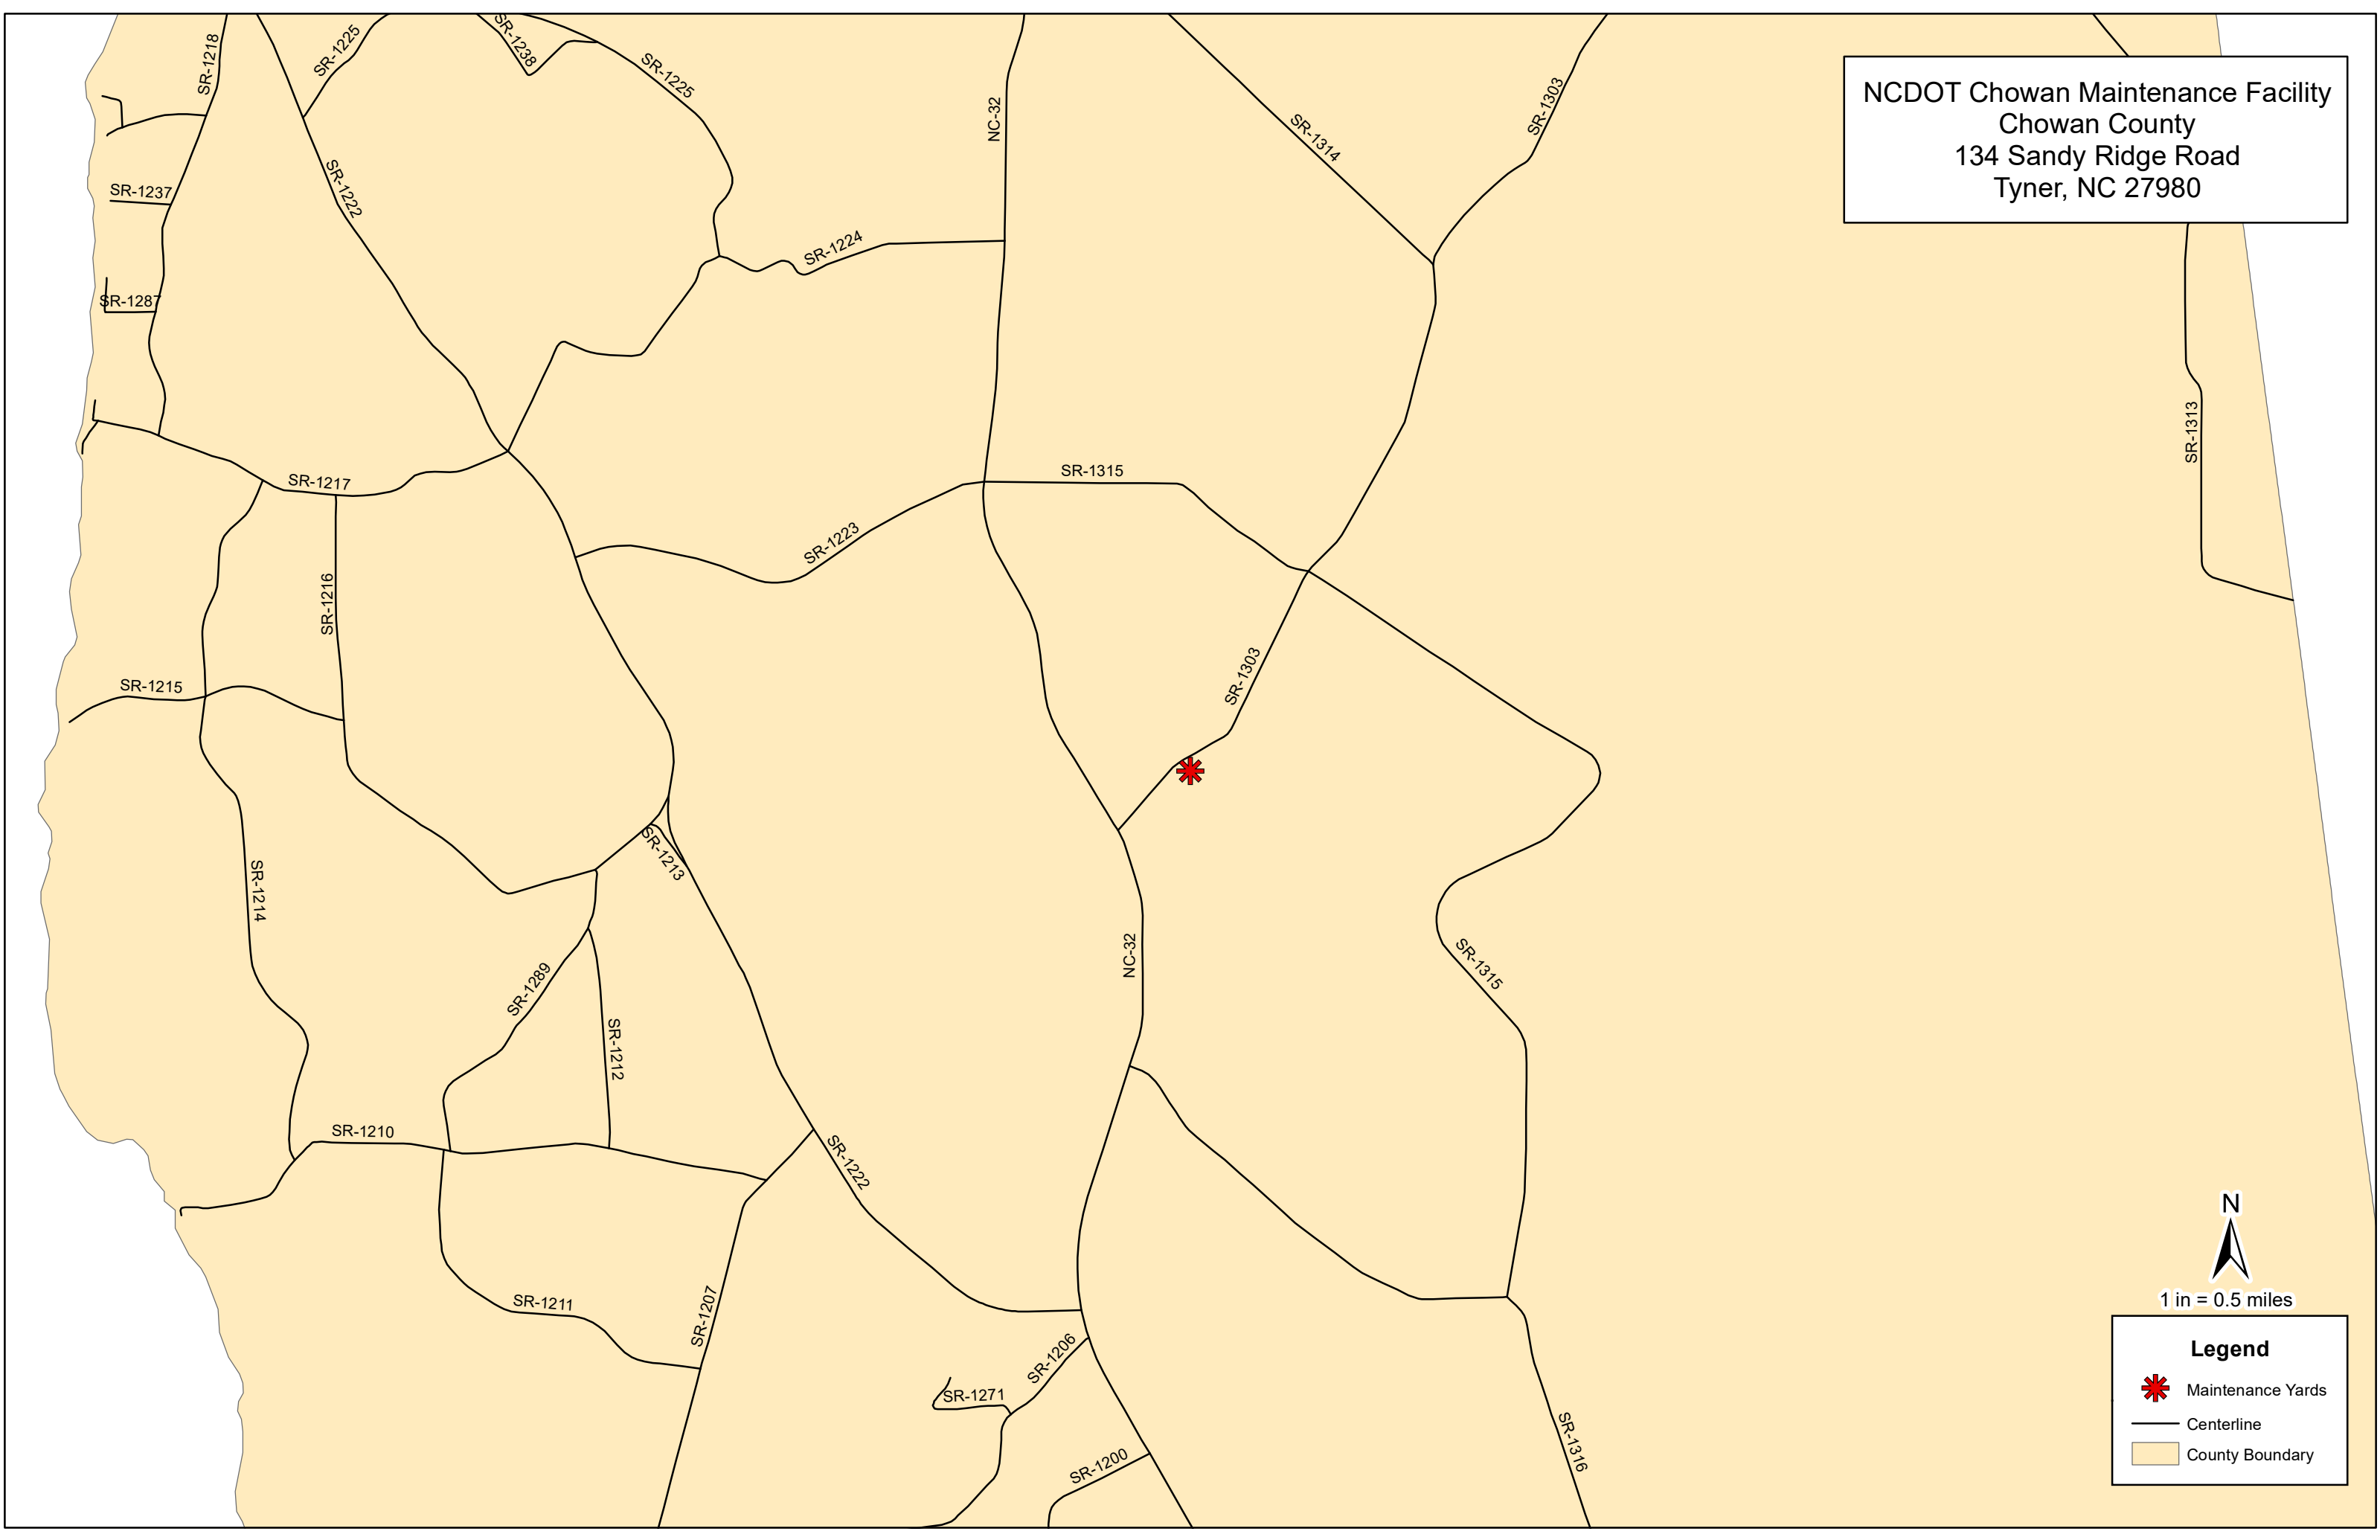 NCDOT Chowan Maintenance Facility
Chowan County
134 Sandy Ridge Road
Tyner, NC 27980
SR-1218
SR-1225
SR-1238
SR-1225
NC-32
SR-1314
SR-1303
SR-1237
SR-1222
SR-1224
SR-1287
SR-1313
SR-1217
SR-1315
SR-1223
SR-1216
SR-1303
SR-1215
SR-1213
SR-1214
NC-32
SR-1315
SR-1289
SR-1212
SR-1210
SR-1222
SR-1211
SR-1207
SR-1206
SR-1271
SR-1200
SR-1316
N
1 in = 0.5 miles
Legend
Maintenance Yards
Centerline
County Boundary